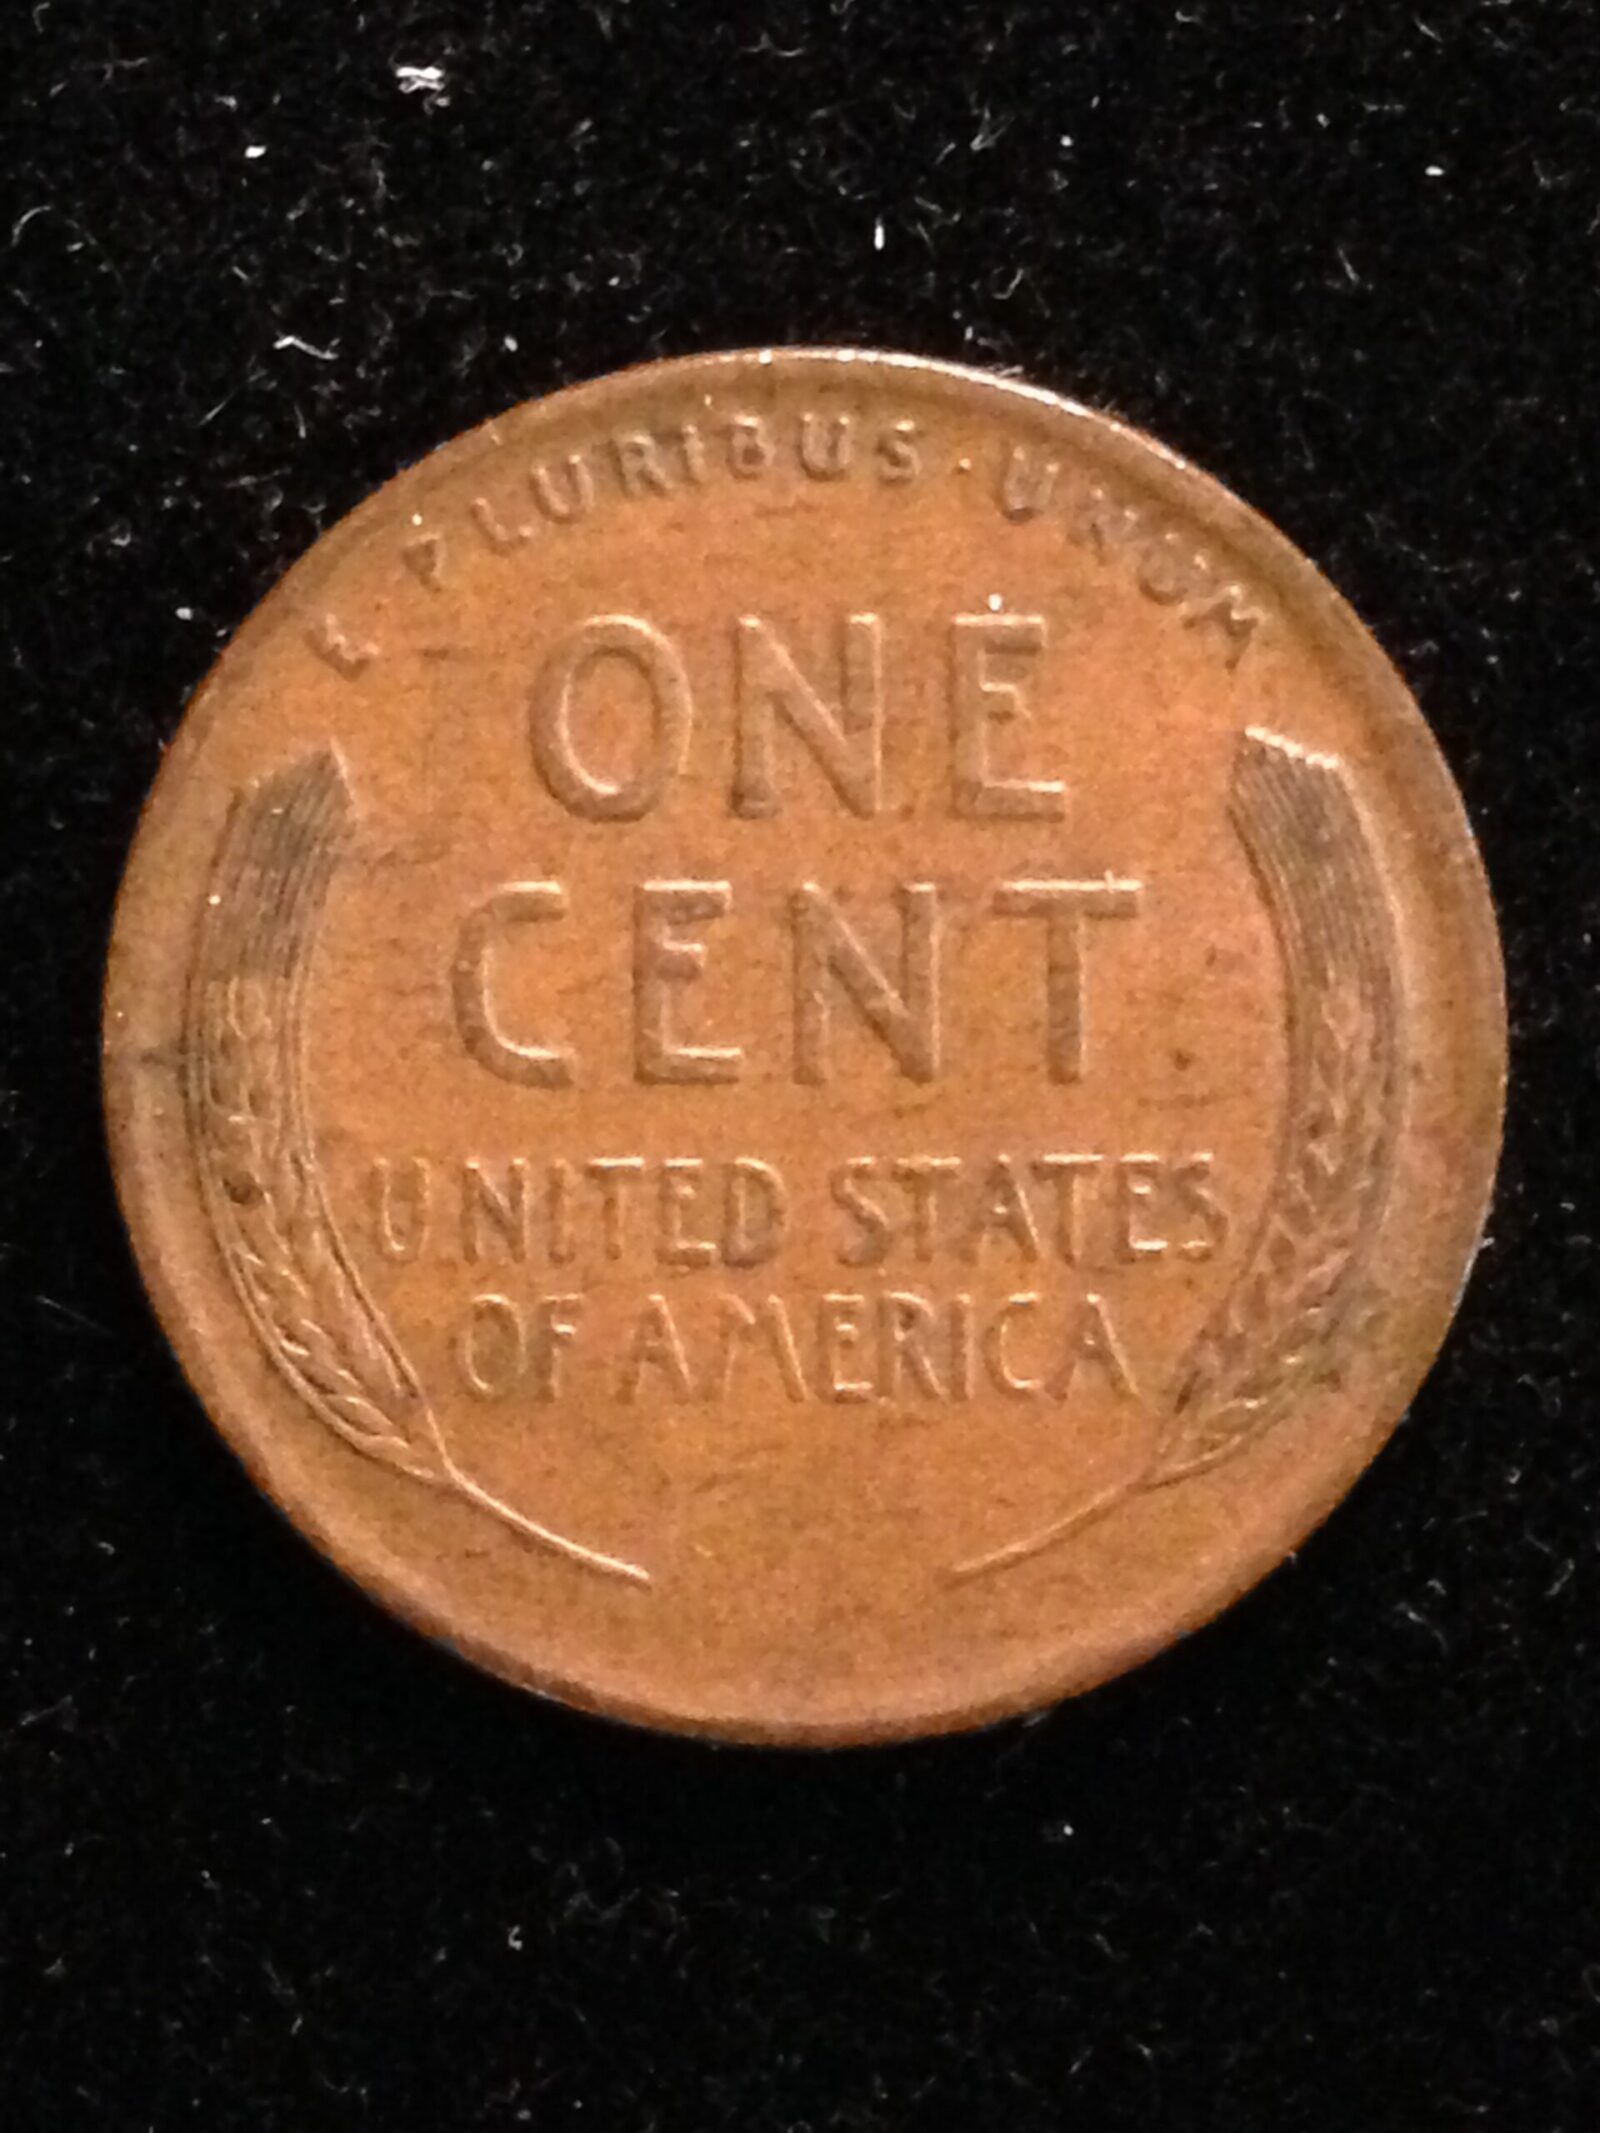 E · PLURIBUS · UNUM
ONE
CENT
UNITED STATES
OF AMERICA